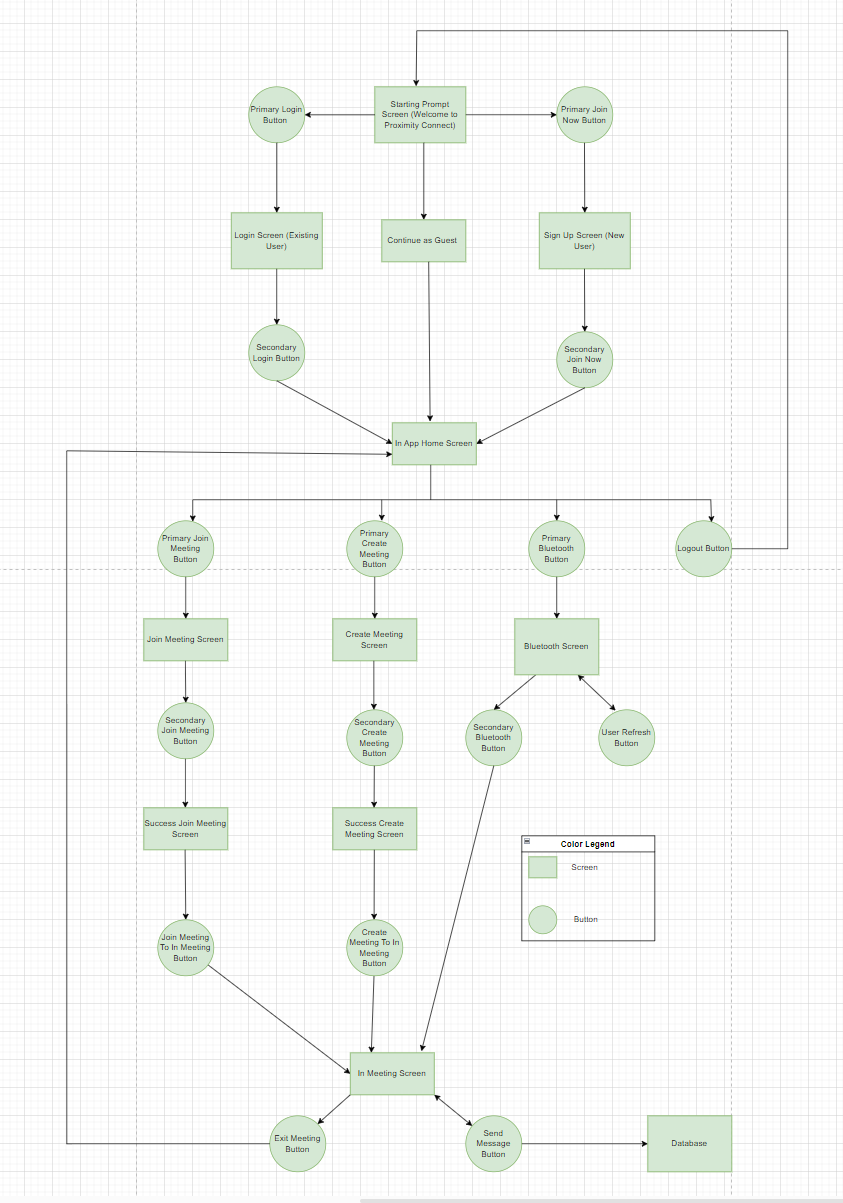 Primary Login
Button
Starting Prompt
Screen (Welcome to
Proximity Connect)
Primary Join
Now Button
Login Screen (Existing
User)
Continue as Guest
Sign Up Screen (New
User)
Secondary
Login Button
Secondary
Join Now
Button
In App Home Screen
Primary Join
Meeting
Button
Primary
Create
Meeting
Button
Primary
Bluetooth
Button
Logout Button
Join Meeting Screen
Create Meeting
Screen
Bluetooth Screen
Secondary
Join Meeting
Button
Secondary
Create
Meeting
Button
Secondary
Bluetooth
Button
User Refresh
Button
Success Join Meeting
Screen
Success Create
Meeting Screen
Color Legend
Screen
Button
Join Meeting
To In Meeting
Button
Create
Meeting To In
Meeting
Button
In Meeting Screen
Exit Meeting
Button
Send
Message
Button
Database